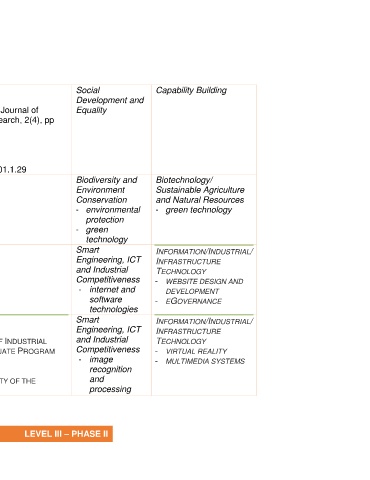 Journal of
earch, 2(4), pp
01.1.29
Social
Development and
Equality
Capability Building
Biodiversity and
Environment
Conservation
- environmental
protection
- green
technology
Biotechnology/
Sustainable Agriculture
and Natural Resources
- green technology
Smart
Engineering, ICT
and Industrial
Competitiveness
- internet and
software
technologies
INFORMATION/INDUSTRIAL/
INFRASTRUCTURE
TECHNOLOGY
- WEBSITE DESIGN AND
DEVELOPMENT
- EGOVERNANCE
F INDUSTRIAL
UATE PROGRAM
TY OF THE
Smart
Engineering, ICT
and Industrial
Competitiveness
- image
recognition
and
processing
INFORMATION/INDUSTRIAL/
INFRASTRUCTURE
TECHNOLOGY
- VIRTUAL REALITY
- MULTIMEDIA SYSTEMS
LEVEL III – PHASE II